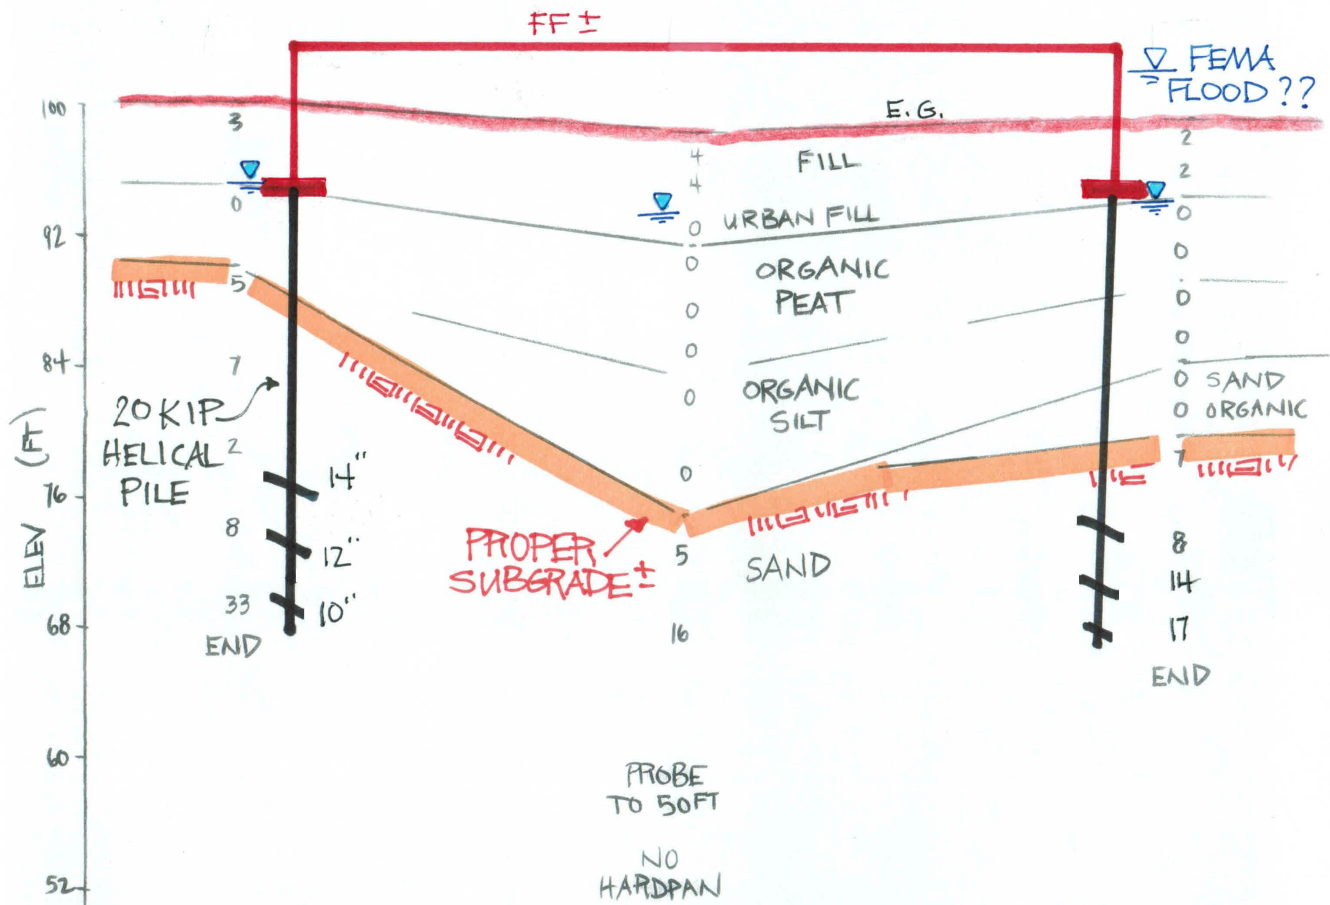 FF ±
FEMA
FLOOD ??
100
92
84
76
68
60
52
ELEV (FT)
E.G.
FILL
URBAN FILL
ORGANIC
PEAT
ORGANIC
SILT
SAND
ORGANIC
SAND
20 KIP
HELICAL
PILE
14"
12"
10"
PROPER
SUBGRADE ±
3
0
5
7
2
8
33
END
4
4
0
0
0
0
0
0
5
16
2
2
0
0
0
0
0
0
7
8
14
17
END
PROBE
TO 50FT
NO
HARDPAN